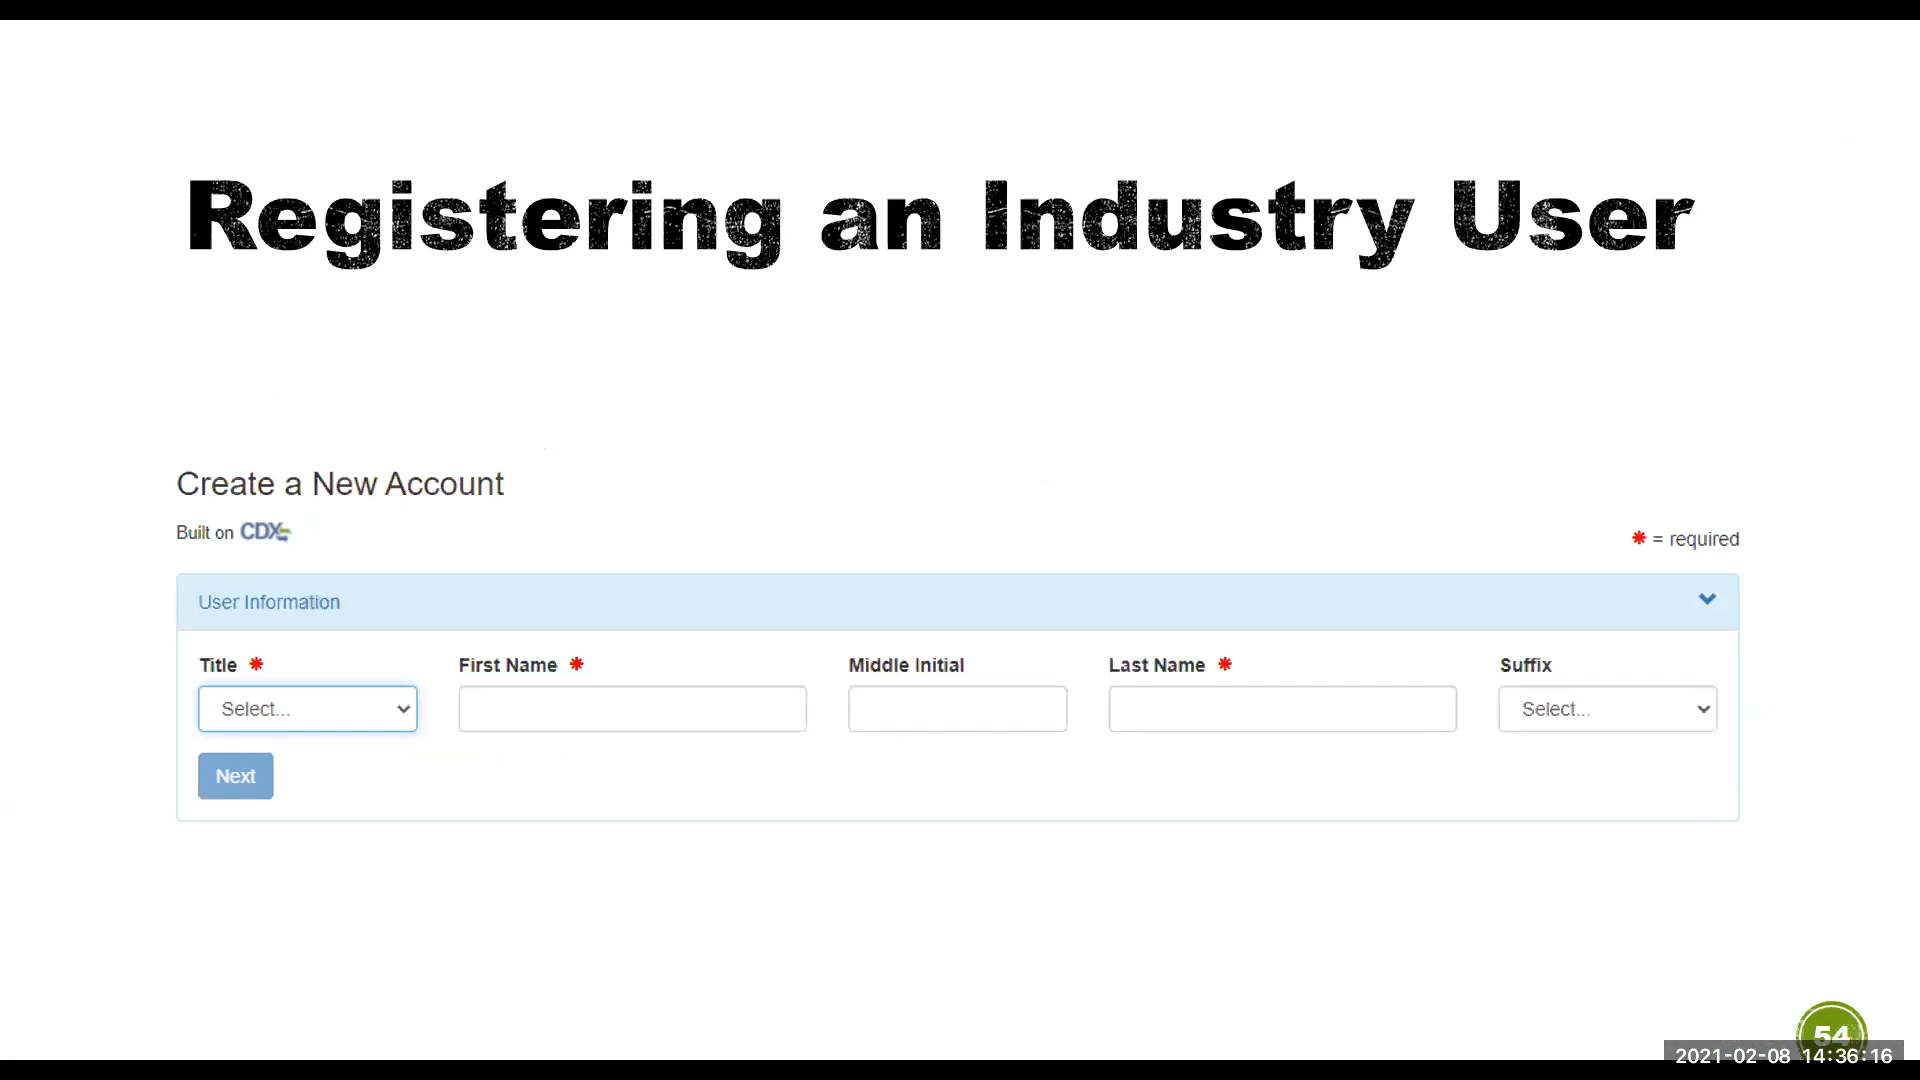 Registering an Industry User
Create a New Account
Built on CDX
* = required
User Information
Title * First Name * Middle Initial Last Name * Suffix
Select... Select...
Next
54
2021-02-08 14:36:16